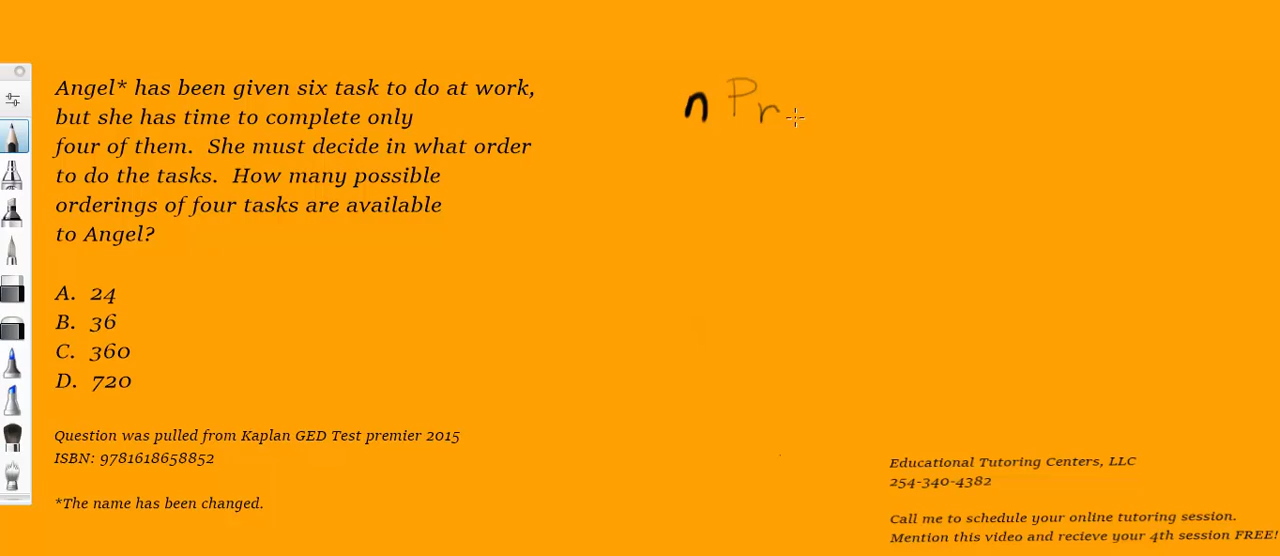 Angel* has been given six task to do at work,
but she has time to complete only
four of them.  She must decide in what order
to do the tasks.  How many possible
orderings of four tasks are available
to Angel?
A.  24
B.  36
C.  360
D.  720
Question was pulled from Kaplan GED Test premier 2015
ISBN: 9781618658852
*The name has been changed.
n Pr
Educational Tutoring Centers, LLC
254-340-4382
Call me to schedule your online tutoring session.
Mention this video and recieve your 4th session FREE!